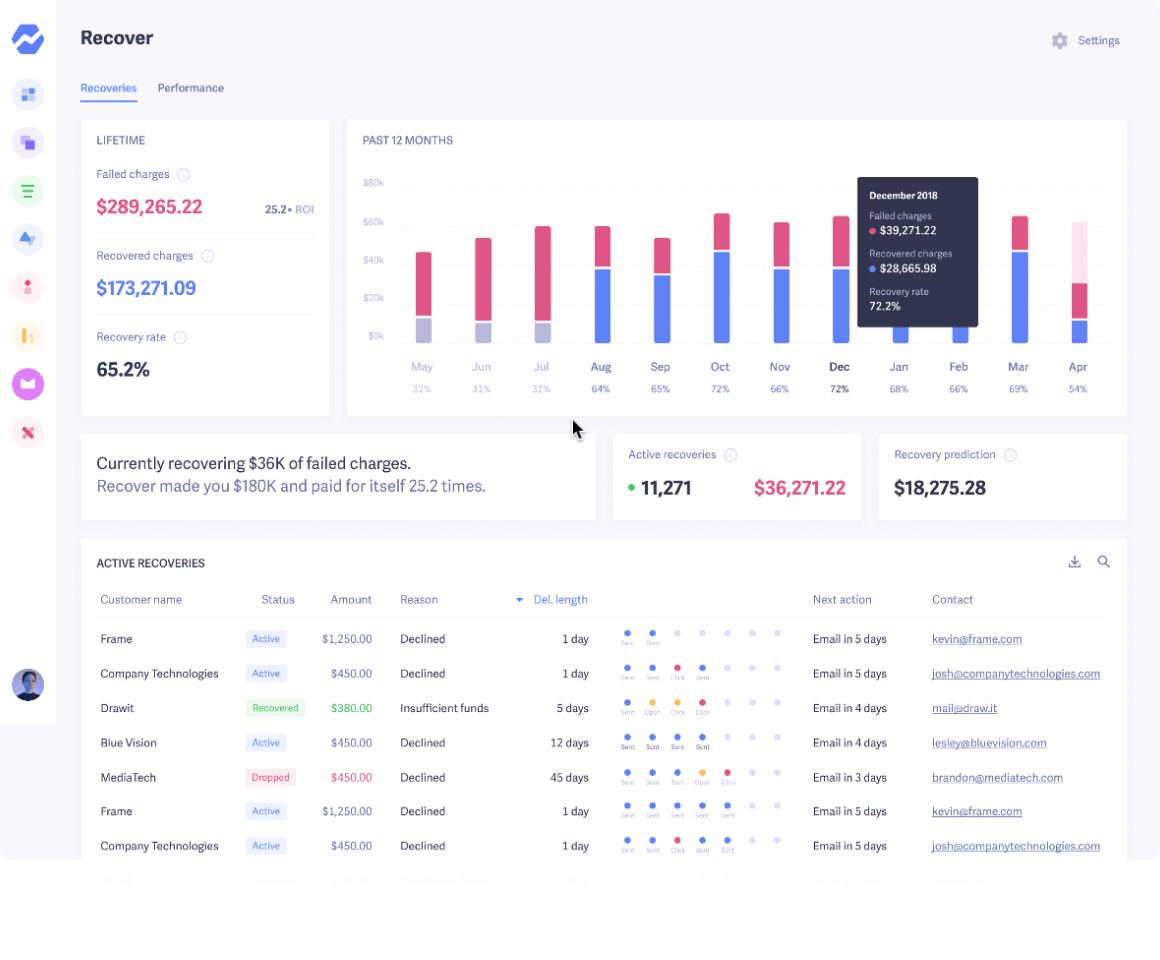 Recover
Settings
Recoveries Performance
LIFETIME
Failed charges
$289,265.22 25.2× ROI
Recovered charges
$173,271.09
Recovery rate
65.2%
PAST 12 MONTHS
$80k
$60k
$40k
$20k
$0k
December 2018
Failed charges
$39,271.22
Recovered charges
$28,665.98
Recovery rate
72.2%
May Jun Jul Aug Sep Oct Nov Dec Jan Feb Mar Apr
32% 31% 32% 64% 65% 72% 66% 72% 68% 66% 69% 54%
Currently recovering $36K of failed charges.
Recover made you $180K and paid for itself 25.2 times.
Active recoveries
11,271 $36,271.22
Recovery prediction
$18,275.28
ACTIVE RECOVERIES
Customer name Status Amount Reason Del. length Next action Contact
Frame Active $1,250.00 Declined 1 day Sent Sent Email in 5 days kevin@frame.com
Company Technologies Active $450.00 Declined 1 day Sent Sent Click Sent Email in 5 days josh@companytechnologies.com
Drawit Recovered $380.00 Insufficient funds 5 days Sent Open Click Click Email in 4 days mail@draw.it
Blue Vision Active $450.00 Declined 12 days Sent Sent Sent Sent Email in 4 days lesley@bluevision.com
MediaTech Dropped $450.00 Declined 45 days Sent Sent Sent Open Click Email in 3 days brandon@mediatech.com
Frame Active $1,250.00 Declined 1 day Sent Sent Sent Sent Sent Email in 5 days kevin@frame.com
Company Technologies Active $450.00 Declined 1 day Sent Sent Click Sent Sent Email in 5 days josh@companytechnologies.com